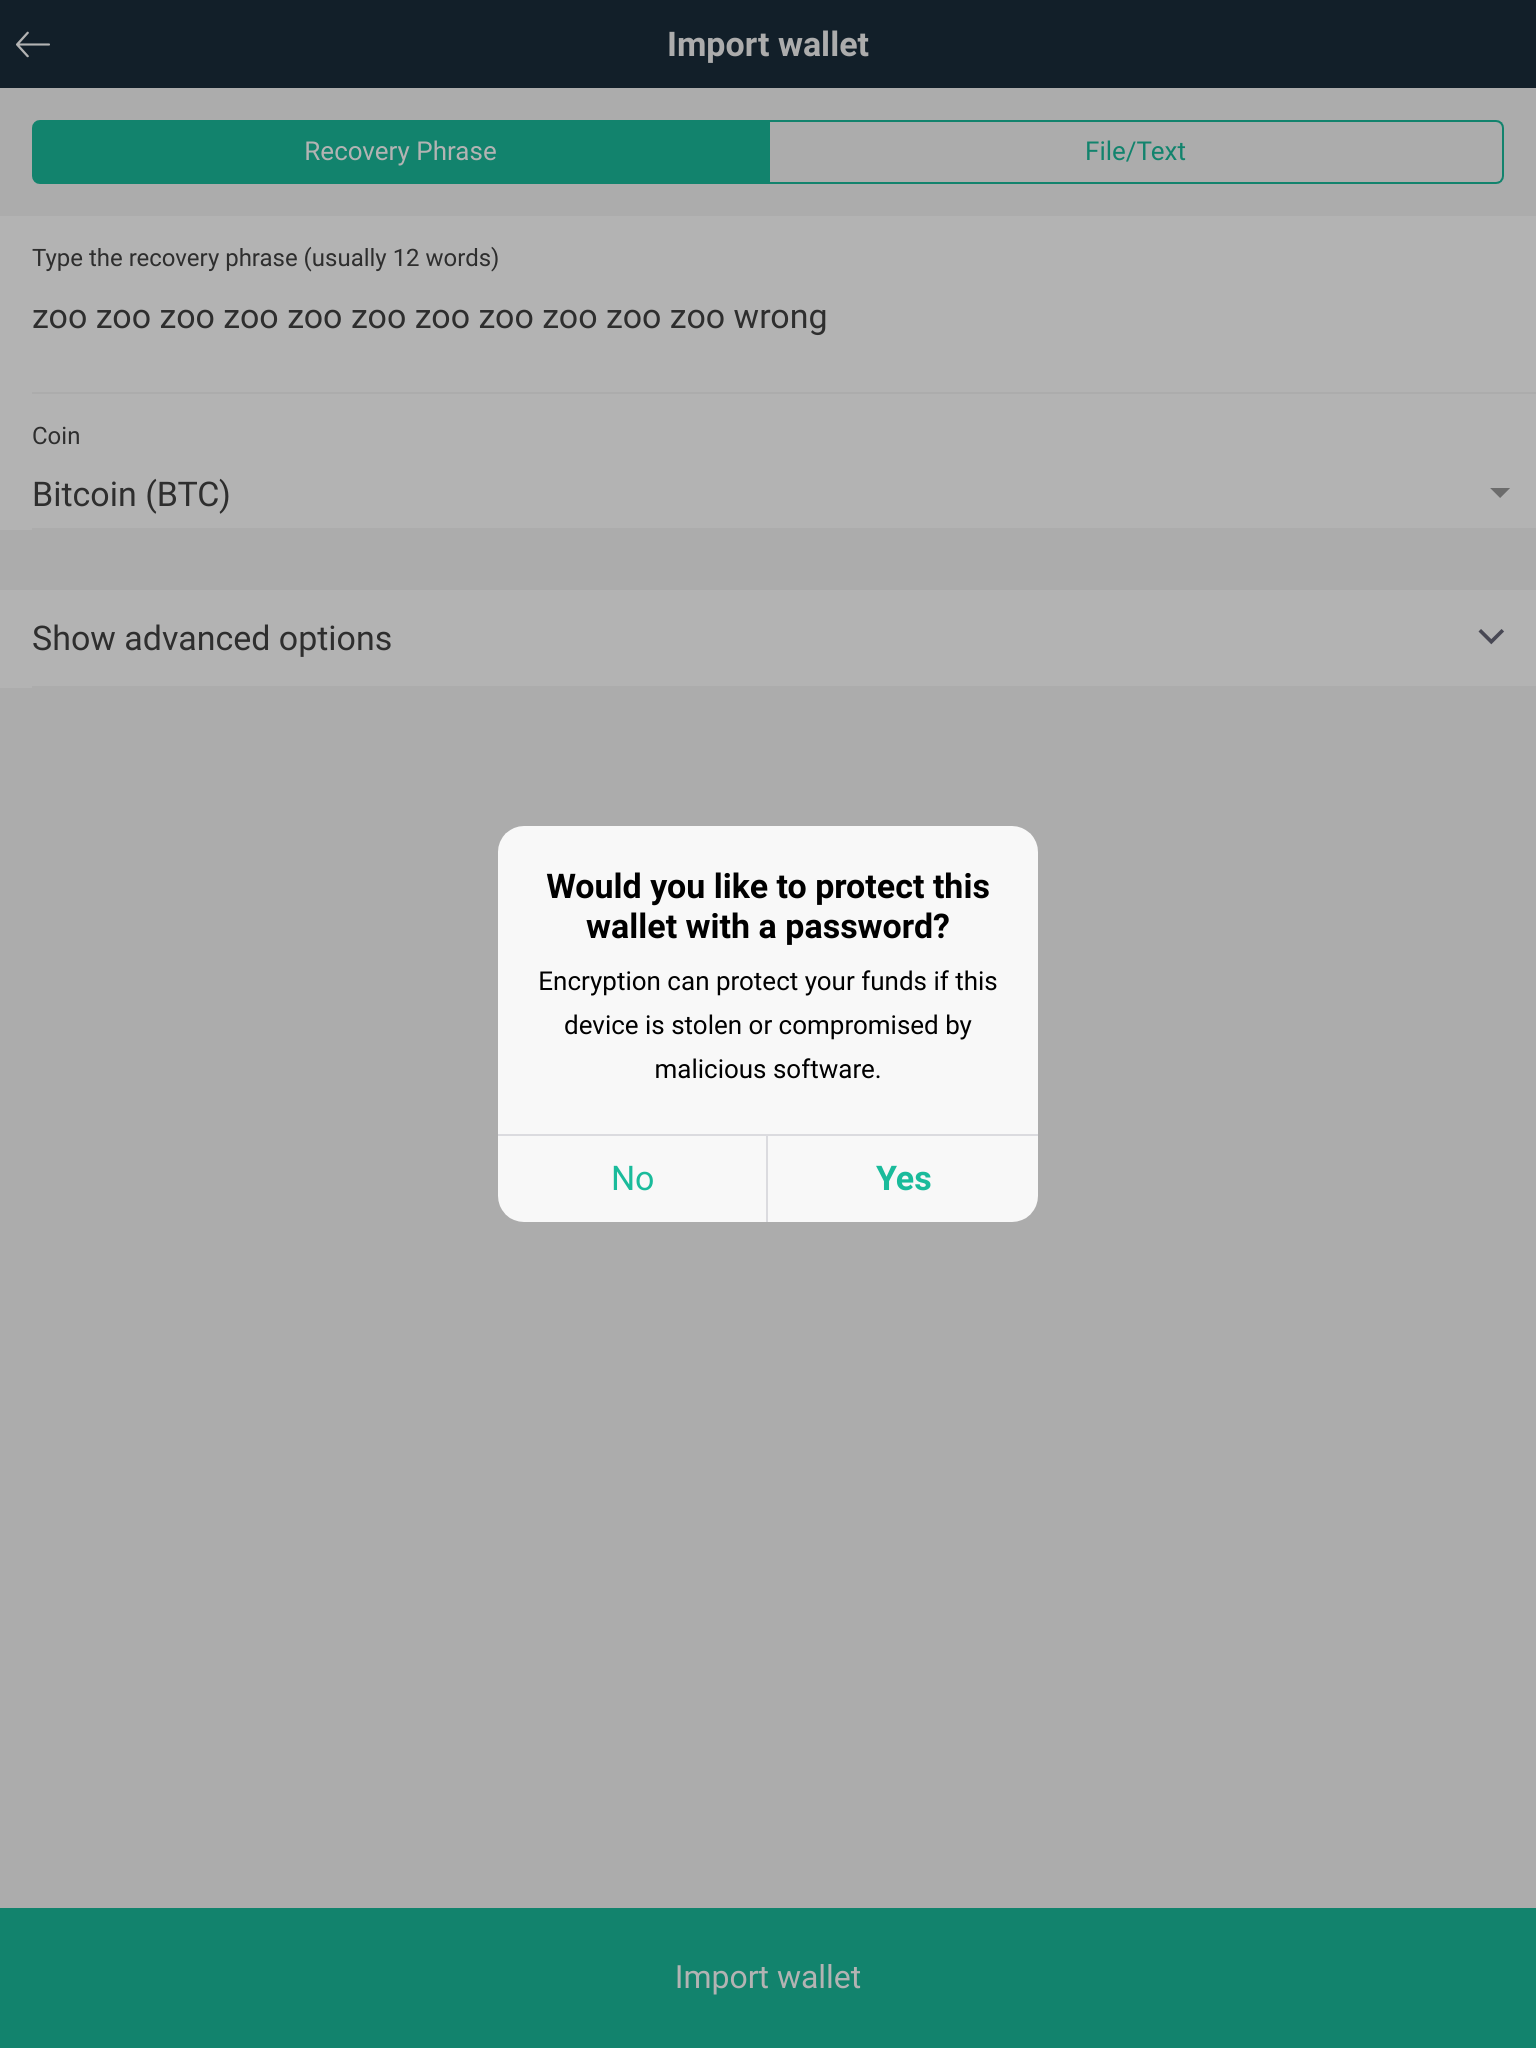 Import wallet
Recovery Phrase
File/Text
Type the recovery phrase (usually 12 words)
zoo zoo zoo zoo zoo zoo zoo zoo zoo zoo zoo wrong
Coin
Bitcoin (BTC)
Show advanced options
Would you like to protect this
wallet with a password?
Encryption can protect your funds if this
device is stolen or compromised by
malicious software.
No
Yes
Import wallet